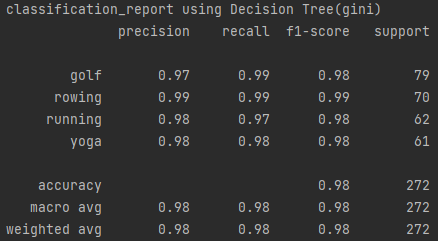 classification_report using Decision Tree(gini)
precision recall f1-score support
golf 0.97 0.99 0.98 79
rowing 0.99 0.99 0.99 70
running 0.98 0.97 0.98 62
yoga 0.98 0.98 0.98 61
accuracy 0.98 272
macro avg 0.98 0.98 0.98 272
weighted avg 0.98 0.98 0.98 272